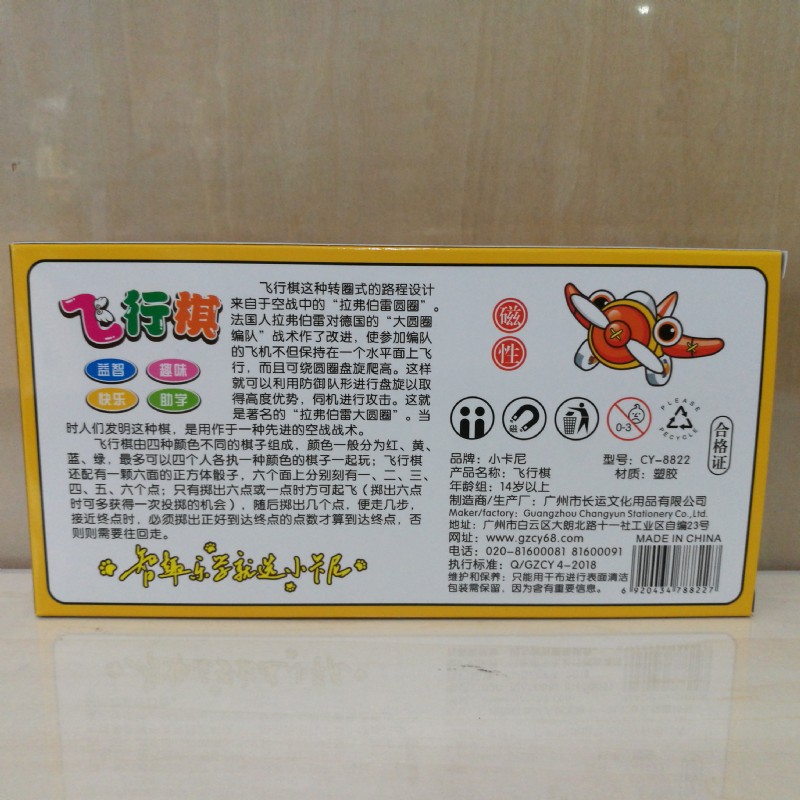 飞行棋
益智
趣味
快乐
助学
飞行棋这种转圈式的路程设计
来自于空战中的“拉弗伯雷圆圈”。
法国人拉弗伯雷对德国的“大圆圈
编队”战术作了改进，使参加编队
的飞机不但保持在一个水平面上飞
行，而且可绕圆圈盘旋爬高。这样
就可以利用防御队形进行盘旋以取
得高度优势，伺机进行攻击。这就
是著名的“拉弗伯雷大圆圈”。当
时人们发明这种棋，是用作于一种先进的空战战术。
飞行棋由四种颜色不同的棋子组成，颜色一般分为红、黄、
蓝、绿，最多可以四个人各执一种颜色的棋子一起玩；飞行棋
还配有一颗六面的正方体骰子，六个面上分别刻有一、二、三、
四、五、六个点；只有掷出六点或一点时方可起飞（掷出六点
时可多获得一次投掷的机会），随后掷出几个点，便走几步，
接近终点时，必须掷出正好到达终点的点数才算到达终点，否
则则需要往回走。
智趣乐学就选小卡尼
磁
性
磁
0-3
PLEASE
RECYCLE
合格证
品牌：小卡尼 型号：CY-8822
产品名称：飞行棋 材质：塑胶
年龄组：14岁以上
制造商/生产厂：广州市长运文化用品有限公司
Maker/factory：Guangzhou Changyun Stationery Co.,Ltd.
地址：广州市白云区大朗北路十一社工业区自编23号
网址：www.gzcy68.com
MADE IN CHINA
电话：020-81600081 81600091
执行标准：Q/GZCY 4-2018
维护和保养：只能用干布进行表面清洁
包装需保留，因为含有重要信息。
6 920434 788227